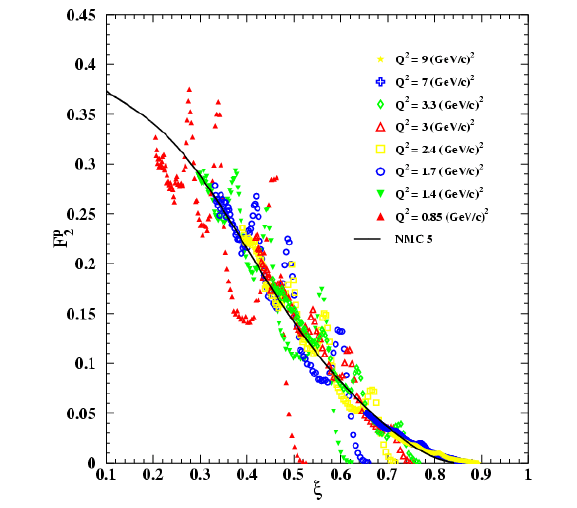 0.45
0.4
0.35
0.3
0.25
0.2
0.15
0.1
0.05
0
F₂ᵖ
Q² = 9 (GeV/c)²
Q² = 7 (GeV/c)²
Q² = 3.3 (GeV/c)²
Q² = 3 (GeV/c)²
Q² = 2.4 (GeV/c)²
Q² = 1.7 (GeV/c)²
Q² = 1.4 (GeV/c)²
Q² = 0.85 (GeV/c)²
NMC 5
0.1 0.2 0.3 0.4 0.5 0.6 0.7 0.8 0.9 1
ξ